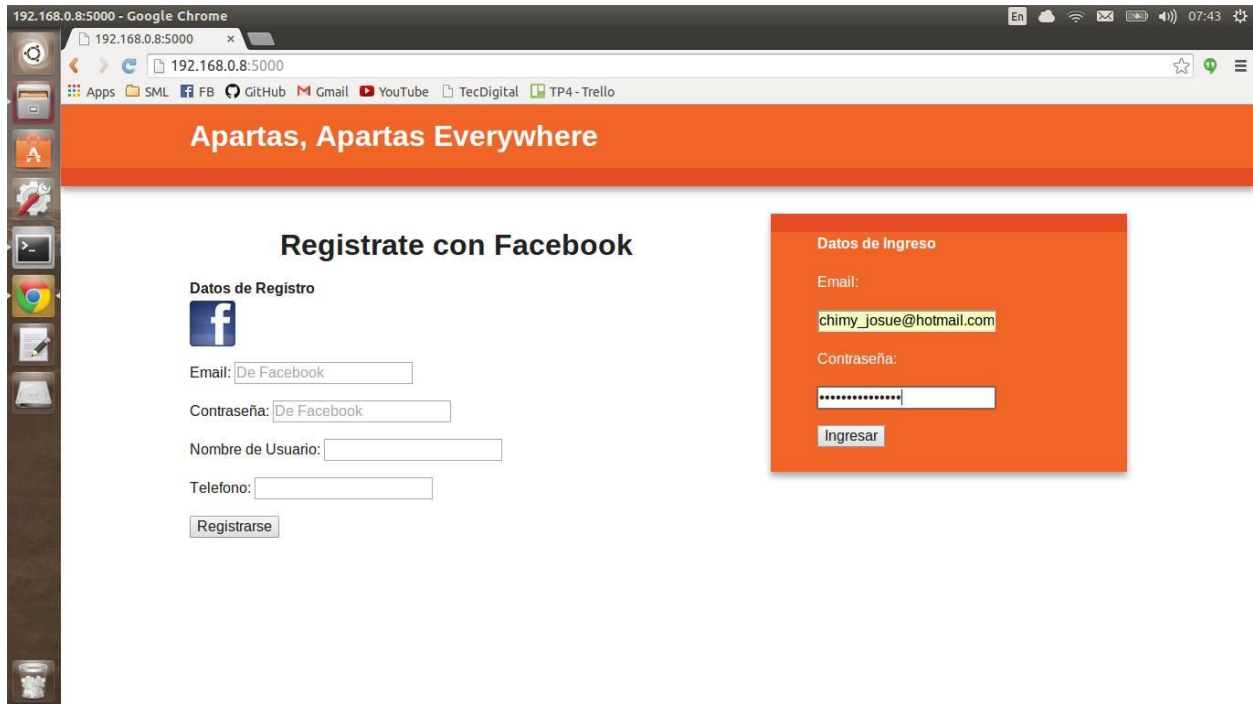 192.168.0.8:5000 - Google Chrome
En
07:43
192.168.0.8:5000 ×
192.168.0.8:5000
Apps SML FB GitHub Gmail YouTube TecDigital TP4 - Trello
Apartas, Apartas Everywhere
Registrate con Facebook
Datos de Registro
Email: De Facebook
Contraseña: De Facebook
Nombre de Usuario:
Telefono:
Registrarse
Datos de Ingreso
Email:
chimy_josue@hotmail.com
Contraseña:
•••••••••••••••
Ingresar